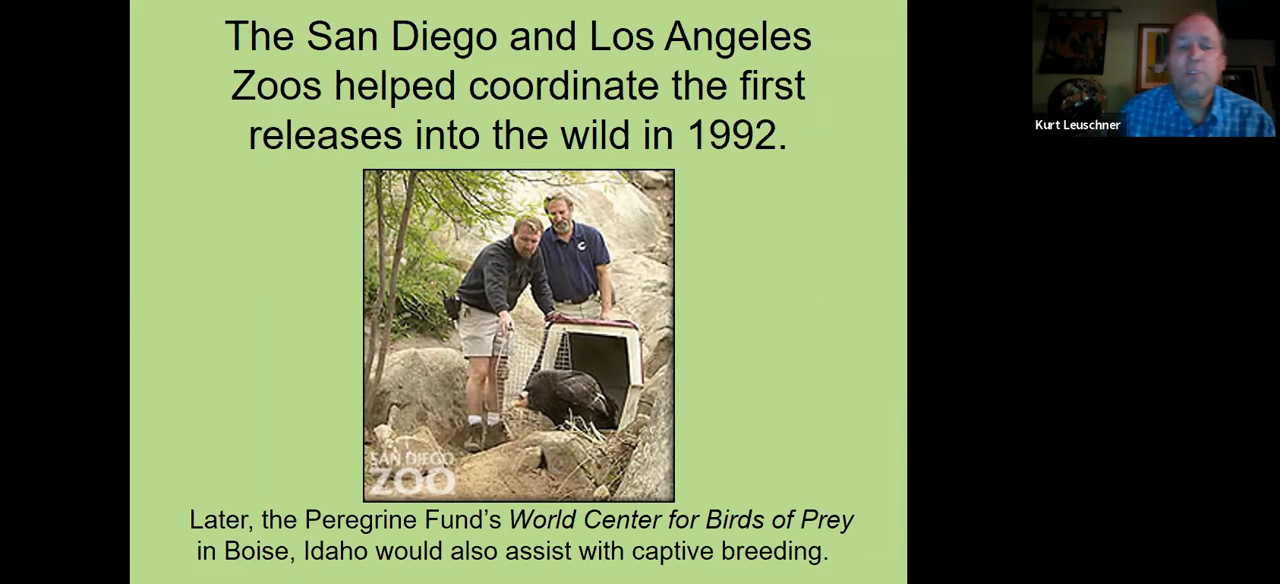 The San Diego and Los Angeles
Zoos helped coordinate the first
releases into the wild in 1992.
Kurt Leuschner
SAN DIEGO
ZOO
Later, the Peregrine Fund's World Center for Birds of Prey
in Boise, Idaho would also assist with captive breeding.